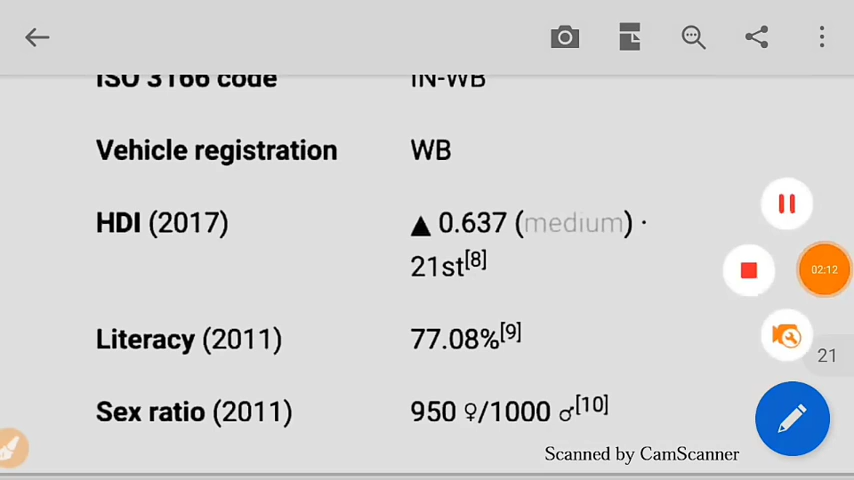 ISO 3166 code IN-WB
Vehicle registration WB
HDI (2017) ▲ 0.637 (medium) ·
21st[8]
02:12
Literacy (2011) 77.08%[9]
21
Sex ratio (2011) 950 ♀/1000 ♂[10]
Scanned by CamScanner